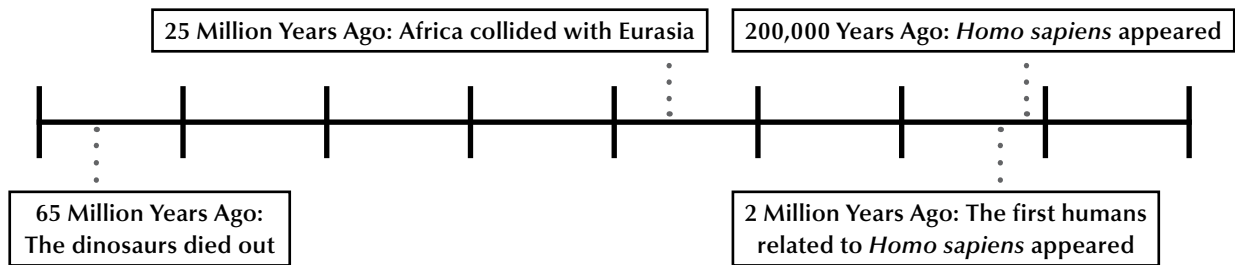 25 Million Years Ago: Africa collided with Eurasia
200,000 Years Ago: Homo sapiens appeared
65 Million Years Ago:
The dinosaurs died out
2 Million Years Ago: The first humans
related to Homo sapiens appeared